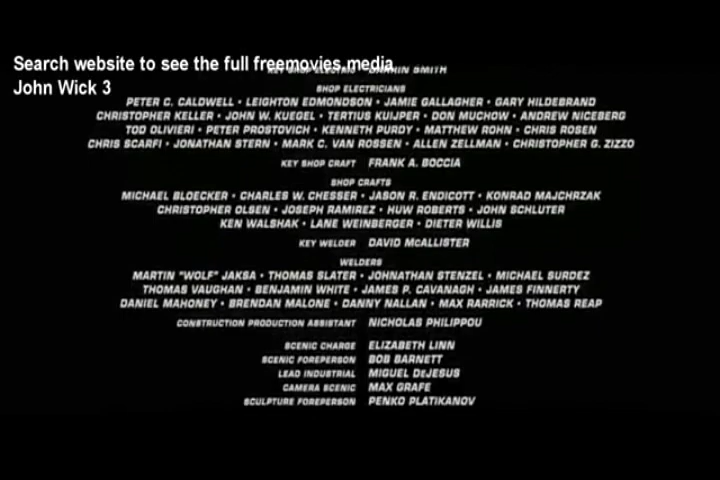 Search website to see the full freemovies.media
John Wick 3
SMITH
SHOP ELECTRICIANS
PETER C. CALDWELL • LEIGHTON EDMONDSON • JAMIE GALLAGHER • GARY HILDEBRAND
CHRISTOPHER KELLER • JOHN W. KUEGEL • TERTIUS KUIJPER • DON MUCHOW • ANDREW NICEBERG
TOD OLIVIERI • PETER PROSTOVICH • KENNETH PURDY • MATTHEW ROHN • CHRIS ROSEN
CHRIS SCARFI • JONATHAN STERN • MARK C. VAN ROSSEN • ALLEN ZELLMAN • CHRISTOPHER G. ZIZZO
KEY SHOP CRAFT FRANK A. BOCCIA
SHOP CRAFTS
MICHAEL BLOECKER • CHARLES W. CHESSER • JASON R. ENDICOTT • KONRAD MAJCHRZAK
CHRISTOPHER OLSEN • JOSEPH RAMIREZ • HUW ROBERTS • JOHN SCHLUTER
KEN WALSHAK • LANE WEINBERGER • DIETER WILLIS
KEY WELDER DAVID McALLISTER
WELDERS
MARTIN "WOLF" JAKSA • THOMAS SLATER • JOHNATHAN STENZEL • MICHAEL SURDEZ
THOMAS VAUGHAN • BENJAMIN WHITE • JAMES P. CAVANAGH • JAMES FINNERTY
DANIEL MAHONEY • BRENDAN MALONE • DANNY NALLAN • MAX RARRICK • THOMAS REAP
CONSTRUCTION PRODUCTION ASSISTANT NICHOLAS PHILIPPOU
SCENIC CHARGE ELIZABETH LINN
SCENIC FOREPERSON BOB BARNETT
LEAD INDUSTRIAL MIGUEL DeJESUS
CAMERA SCENIC MAX GRAFE
SCULPTURE FOREPERSON PENKO PLATIKANOV